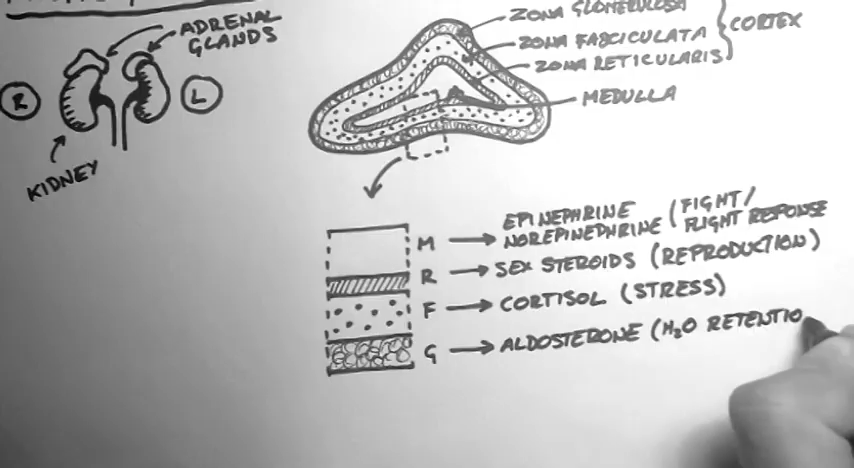 ADRENAL
GLANDS
R
L
KIDNEY
ZONA GLOMERULOSA
ZONA FASCICULATA
ZONA RETICULARIS
CORTEX
MEDULLA
M → EPINEPHRINE
NOREPINEPHRINE (FIGHT/
FLIGHT RESPONSE
R → SEX STEROIDS (REPRODUCTION)
F → CORTISOL (STRESS)
G → ALDOSTERONE (H₂O RETENTIO